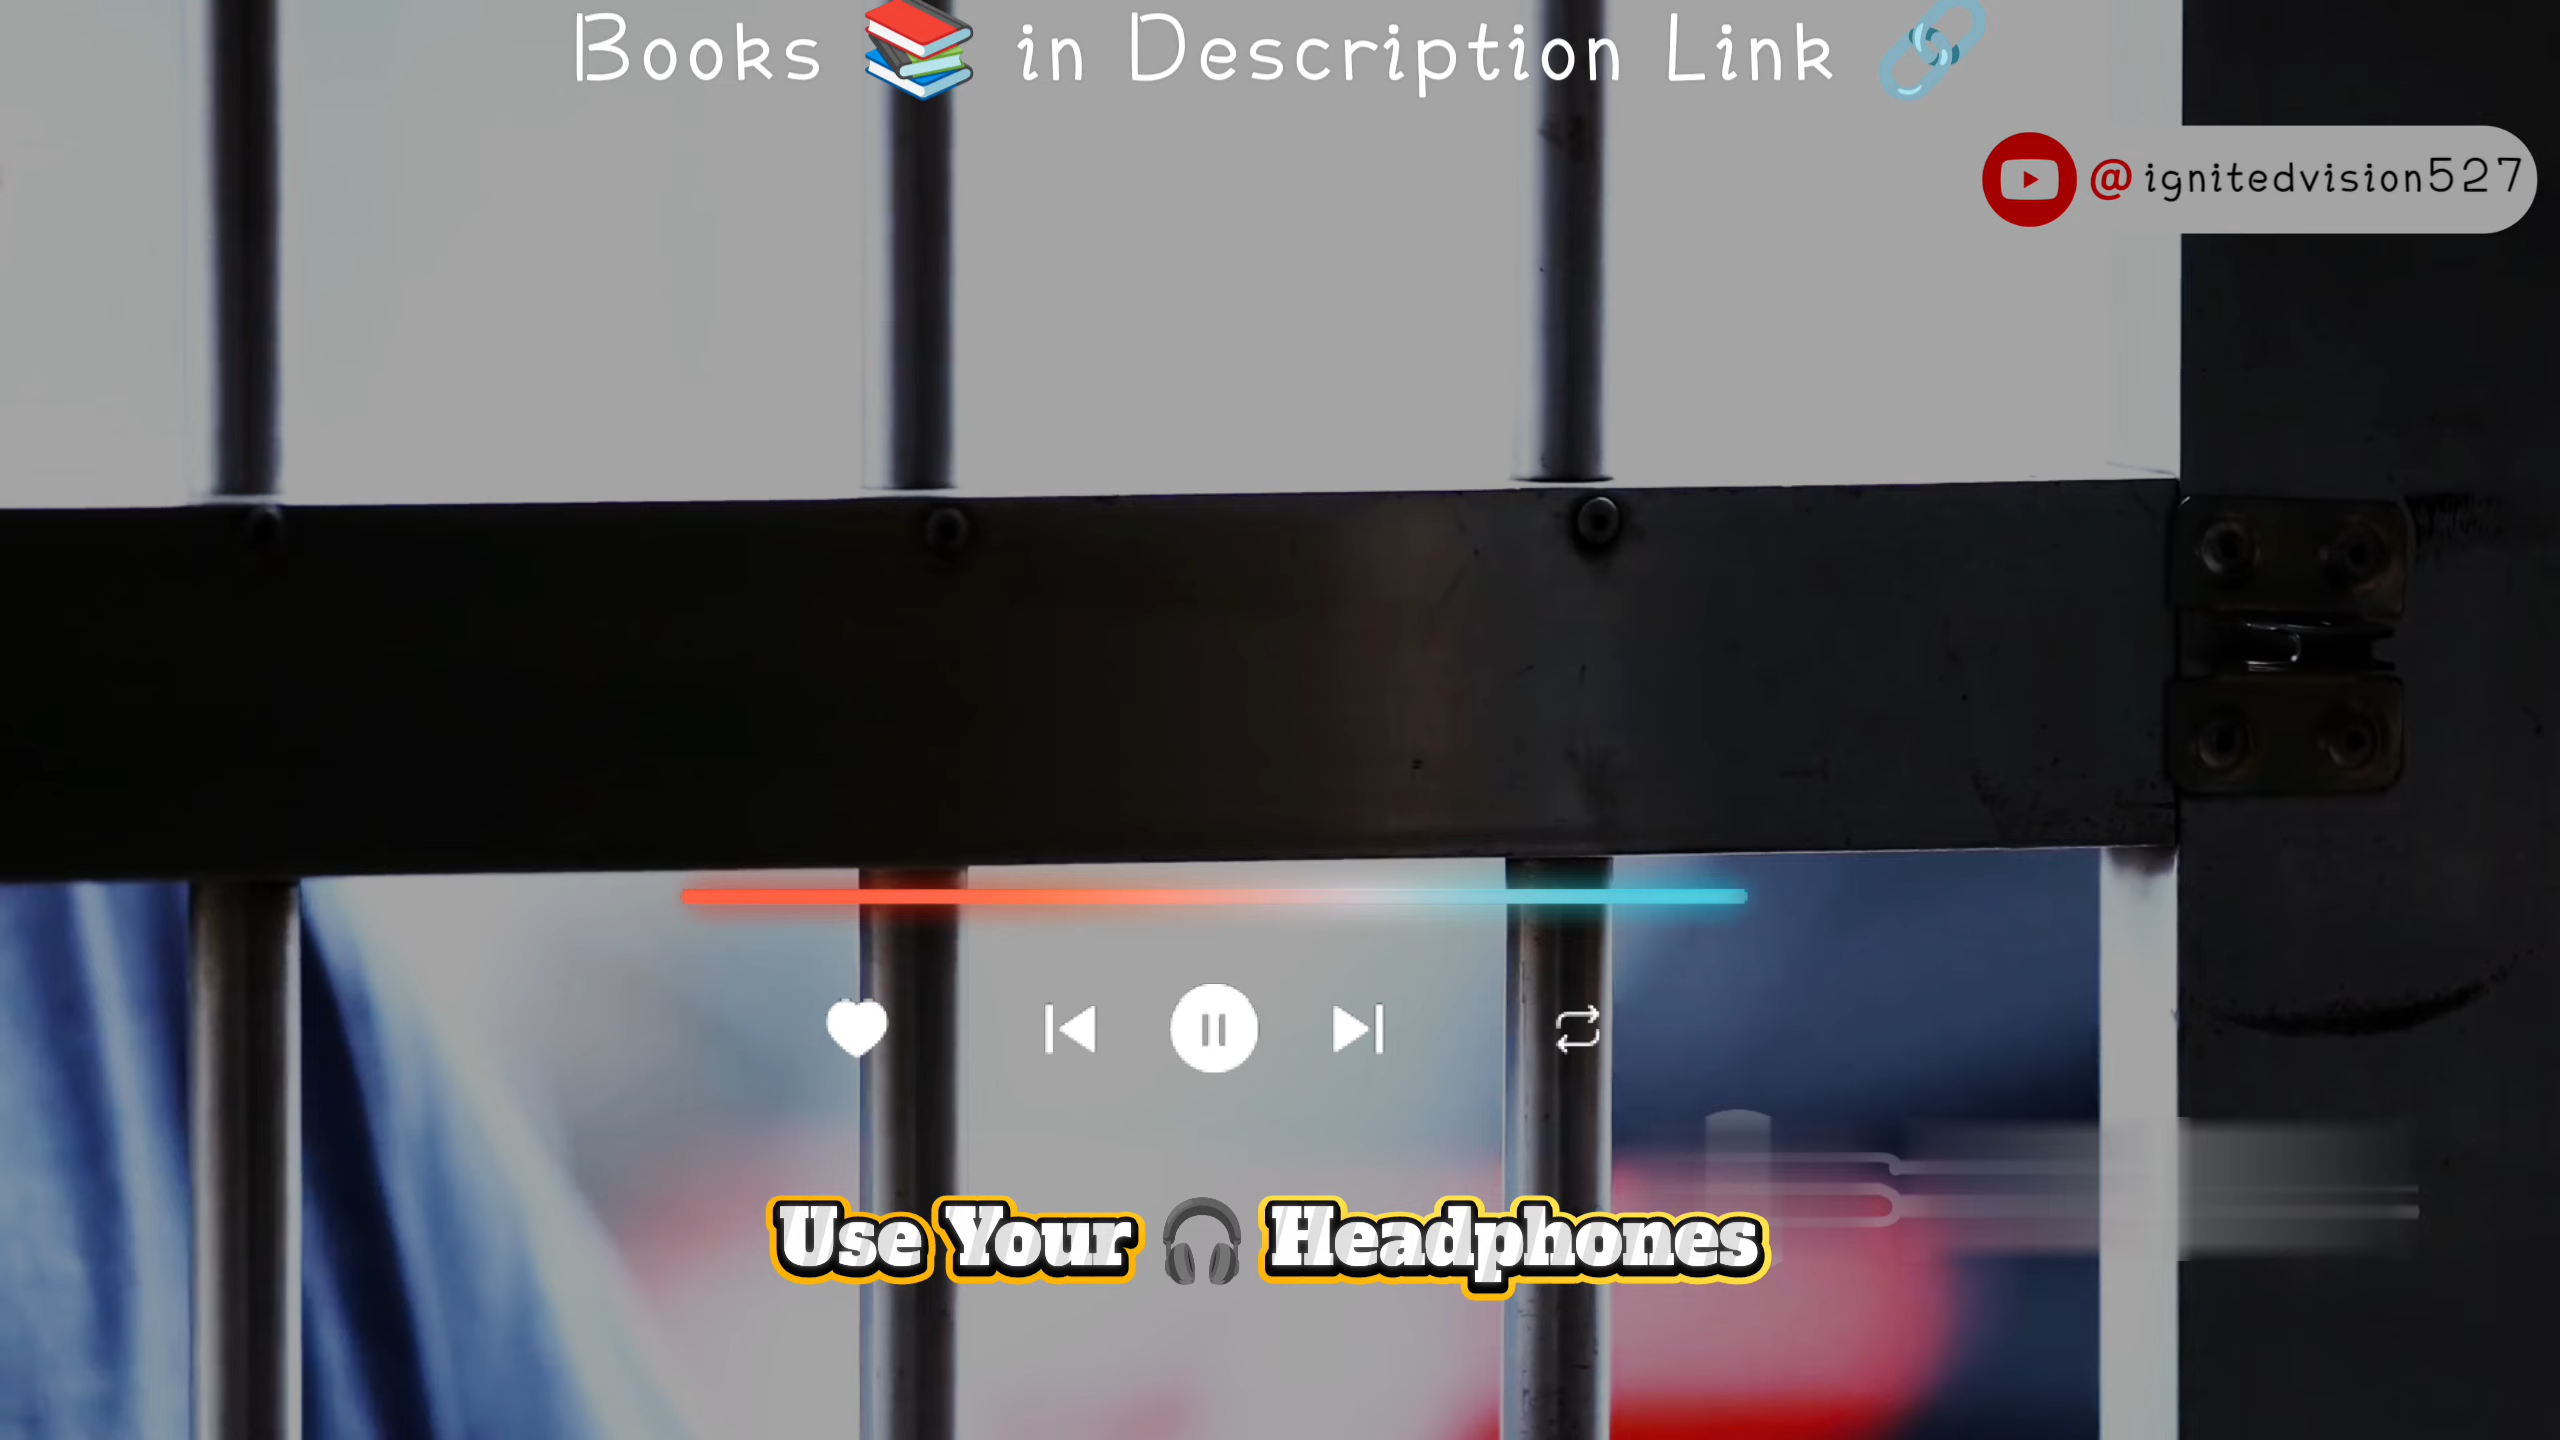 Books 📚 in Description Link 🔗
@ignitedvision527
Use Your 🎧 Headphones